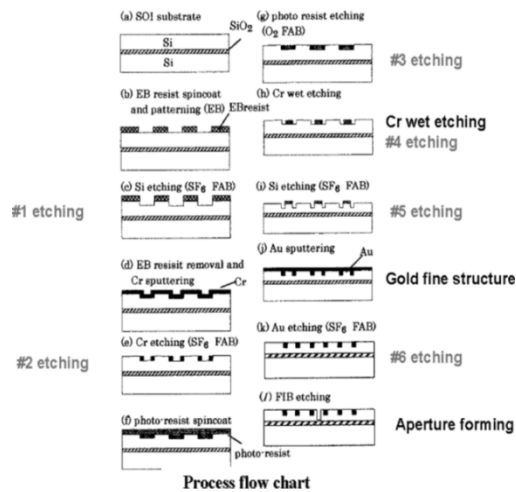 (a) SOI substrate
SiO2
Si
Si
(b) EB resist spincoat
and patterning (EB)
EBresist
#1 etching
(c) Si etching (SF6 FAB)
(d) EB resisit removal and
Cr sputtering
Cr
#2 etching
(e) Cr etching (SF6 FAB)
(f) photo-resist spincoat
photo-resist
(g) photo resist etching
(O2 FAB)
#3 etching
(h) Cr wet etching
Cr wet etching
#4 etching
(i) Si etching (SF6 FAB)
#5 etching
(j) Au sputtering
Au
Gold fine structure
(k) Au etching (SF6 FAB)
#6 etching
(l) FIB etching
Aperture forming
Process flow chart